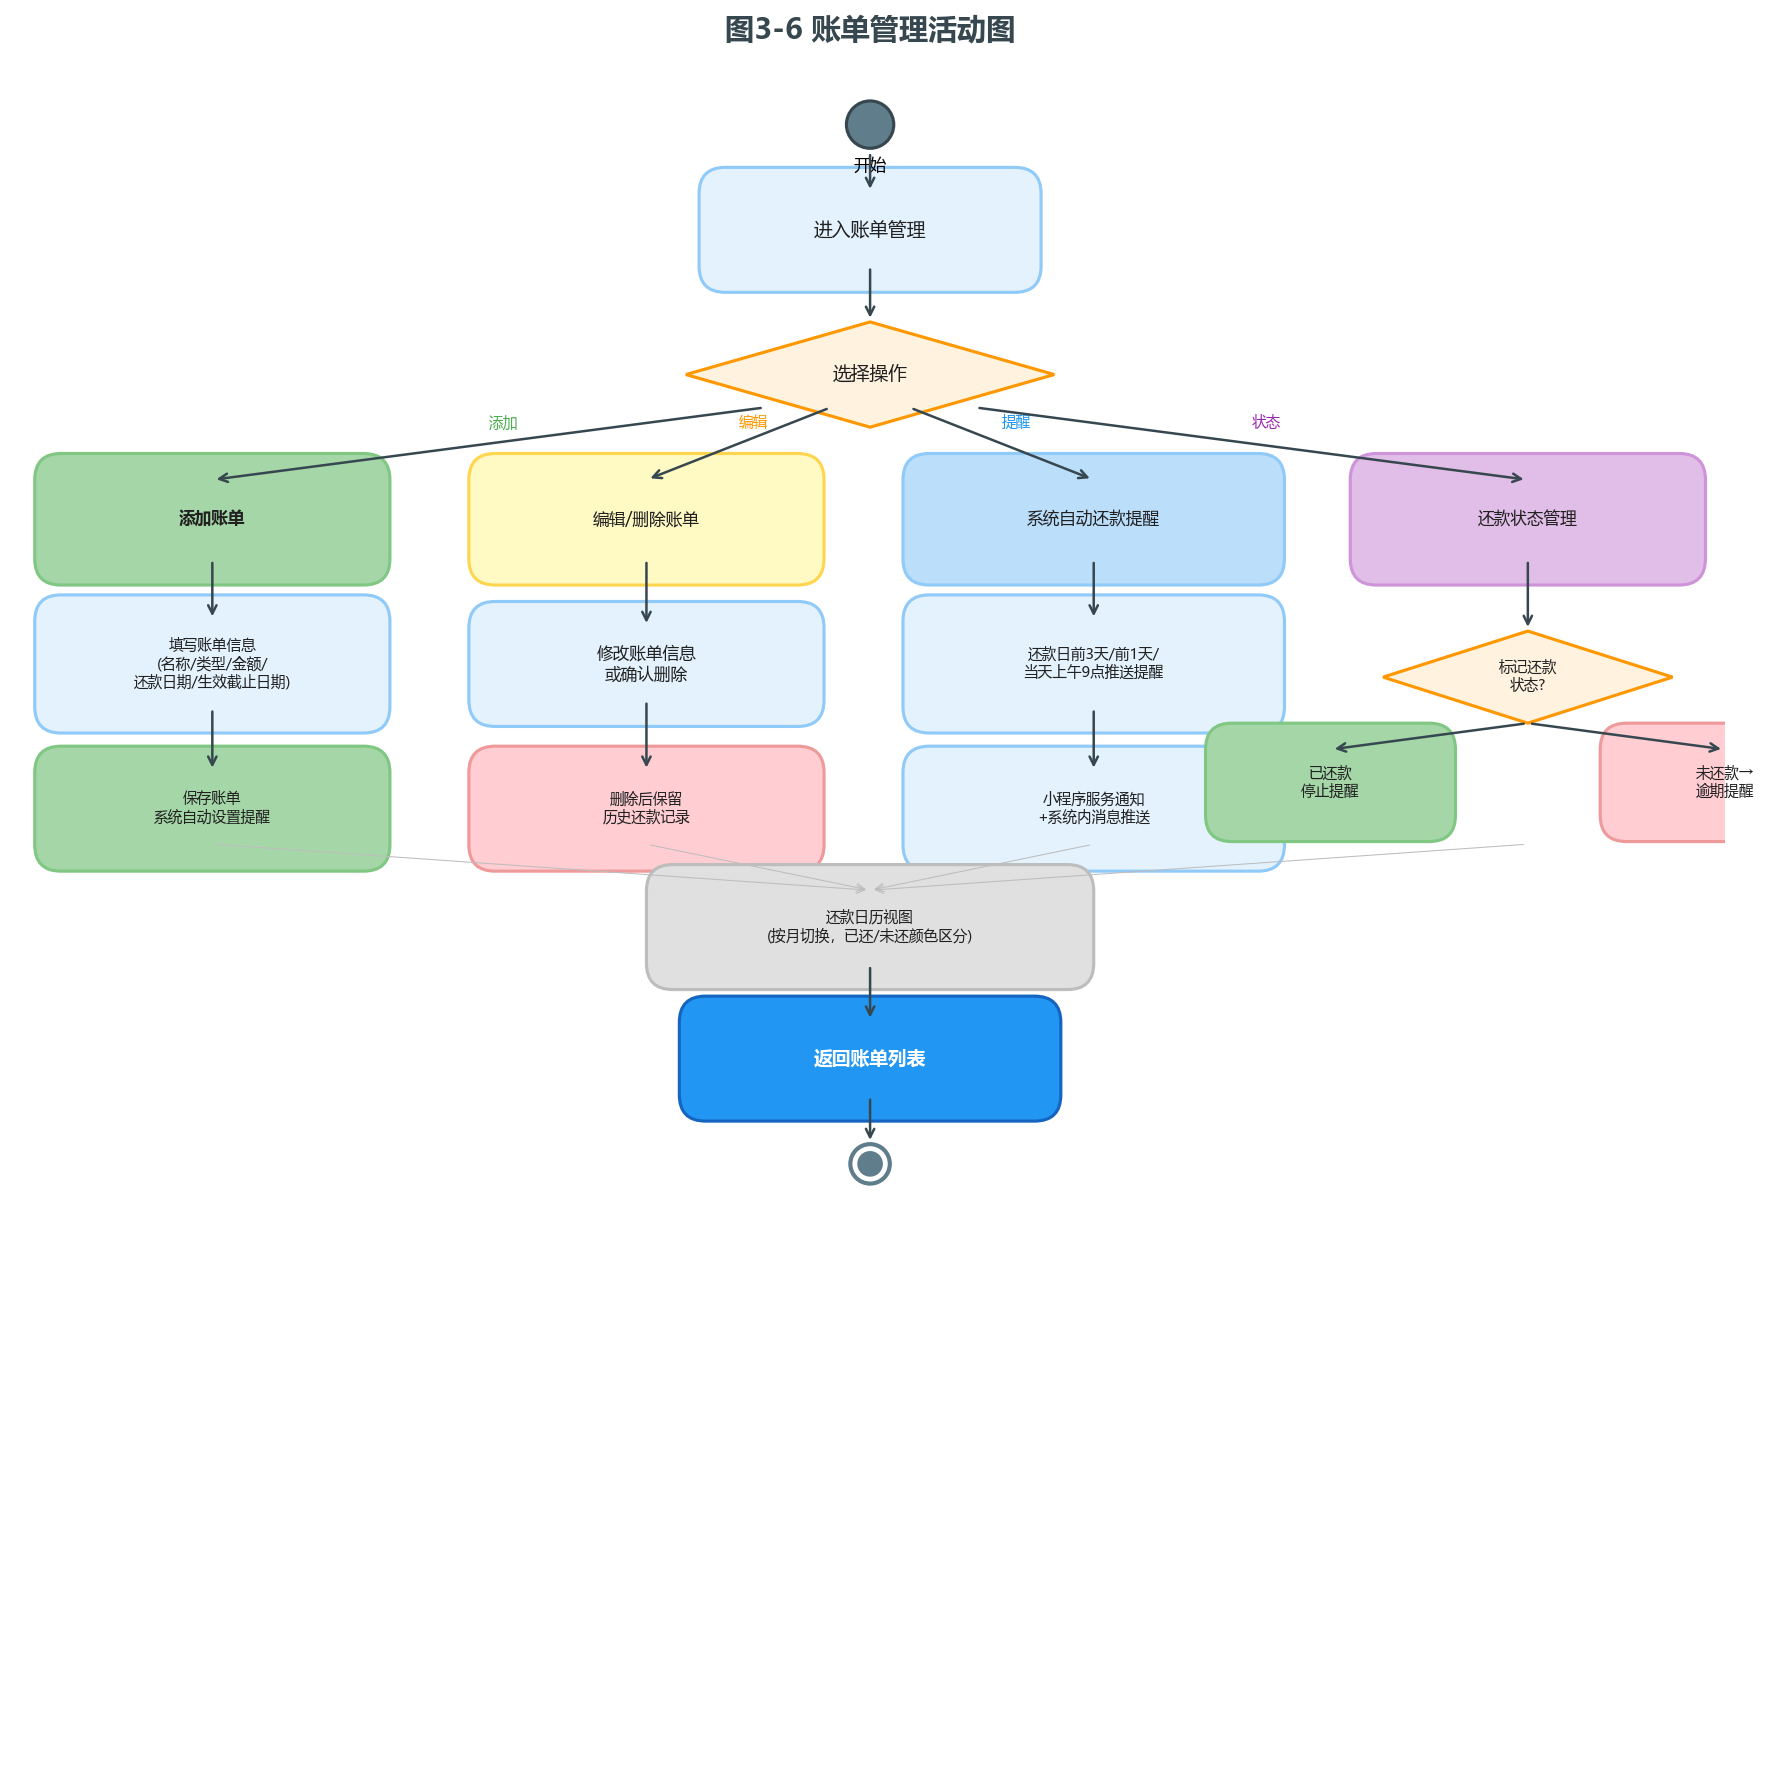 图3-6 账单管理活动图
开始
进入账单管理
选择操作
添加
编辑
提醒
状态
添加账单
编辑/删除账单
系统自动还款提醒
还款状态管理
填写账单信息
(名称/类型/金额/
还款日期/生效截止日期)
修改账单信息
或确认删除
还款日前3天/前1天/
当天上午9点推送提醒
标记还款
状态?
保存账单
系统自动设置提醒
删除后保留
历史还款记录
小程序服务通知
+系统内消息推送
已还款
停止提醒
未还款→
逾期提醒
还款日历视图
(按月切换，已还/未还颜色区分)
返回账单列表